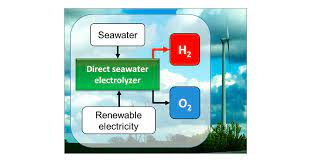 Seawater
H₂
Direct seawater
electrolyzer
O₂
Renewable
electricity